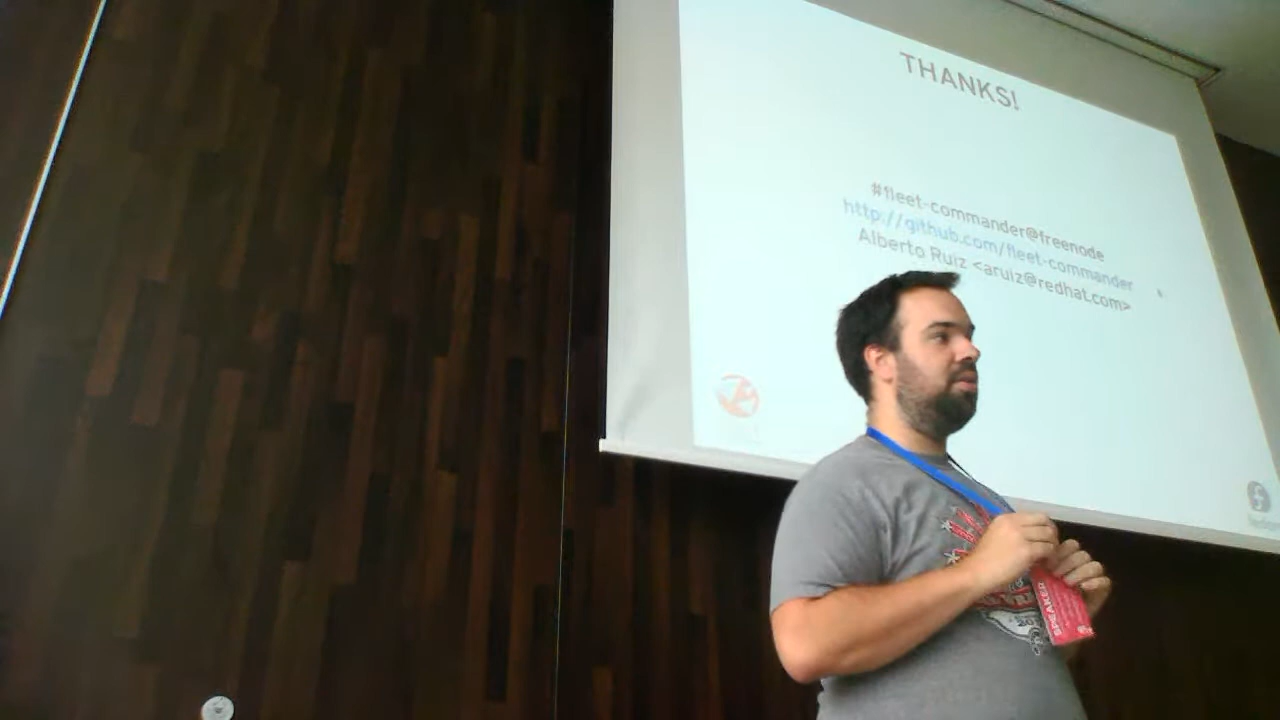 THANKS!
#fleet-commander@freenode
http://github.com/fleet-commander
Alberto Ruiz <aruiz@redhat.com>
SPEAKER